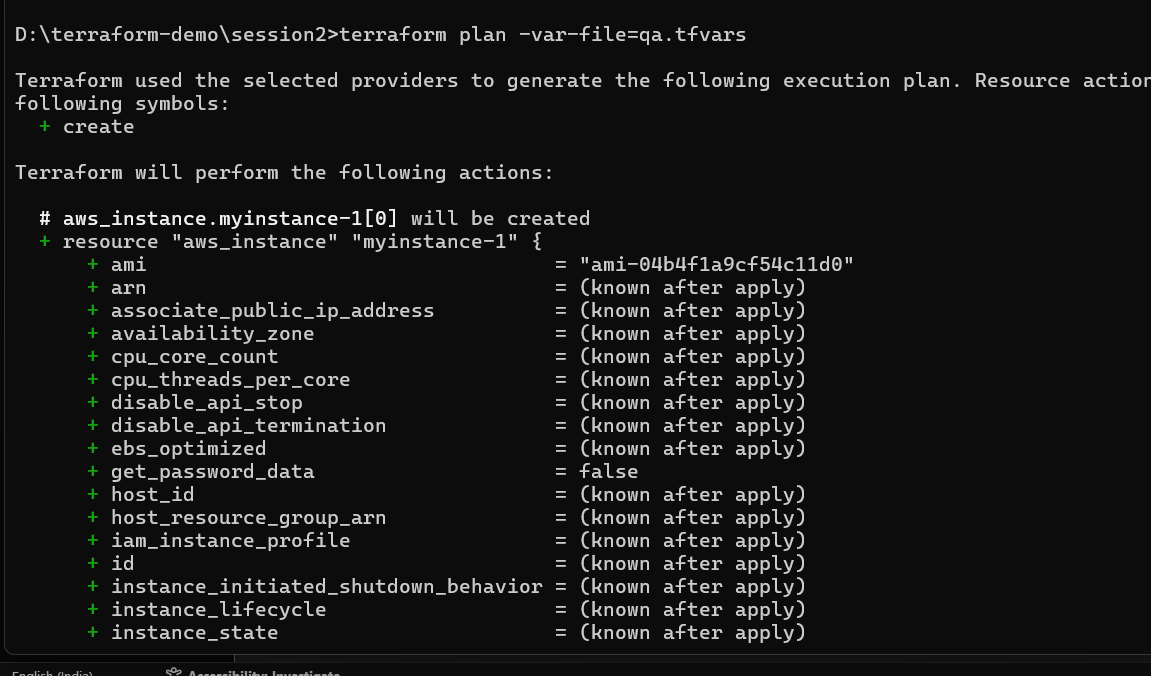 D:\terraform-demo\session2>terraform plan -var-file=qa.tfvars
Terraform used the selected providers to generate the following execution plan. Resource action
following symbols:
+ create
Terraform will perform the following actions:
# aws_instance.myinstance-1[0] will be created
+ resource "aws_instance" "myinstance-1" {
+ ami = "ami-04b4f1a9cf54c11d0"
+ arn = (known after apply)
+ associate_public_ip_address = (known after apply)
+ availability_zone = (known after apply)
+ cpu_core_count = (known after apply)
+ cpu_threads_per_core = (known after apply)
+ disable_api_stop = (known after apply)
+ disable_api_termination = (known after apply)
+ ebs_optimized = (known after apply)
+ get_password_data = false
+ host_id = (known after apply)
+ host_resource_group_arn = (known after apply)
+ iam_instance_profile = (known after apply)
+ id = (known after apply)
+ instance_initiated_shutdown_behavior = (known after apply)
+ instance_lifecycle = (known after apply)
+ instance_state = (known after apply)
English (India) Accessibility: Investigate